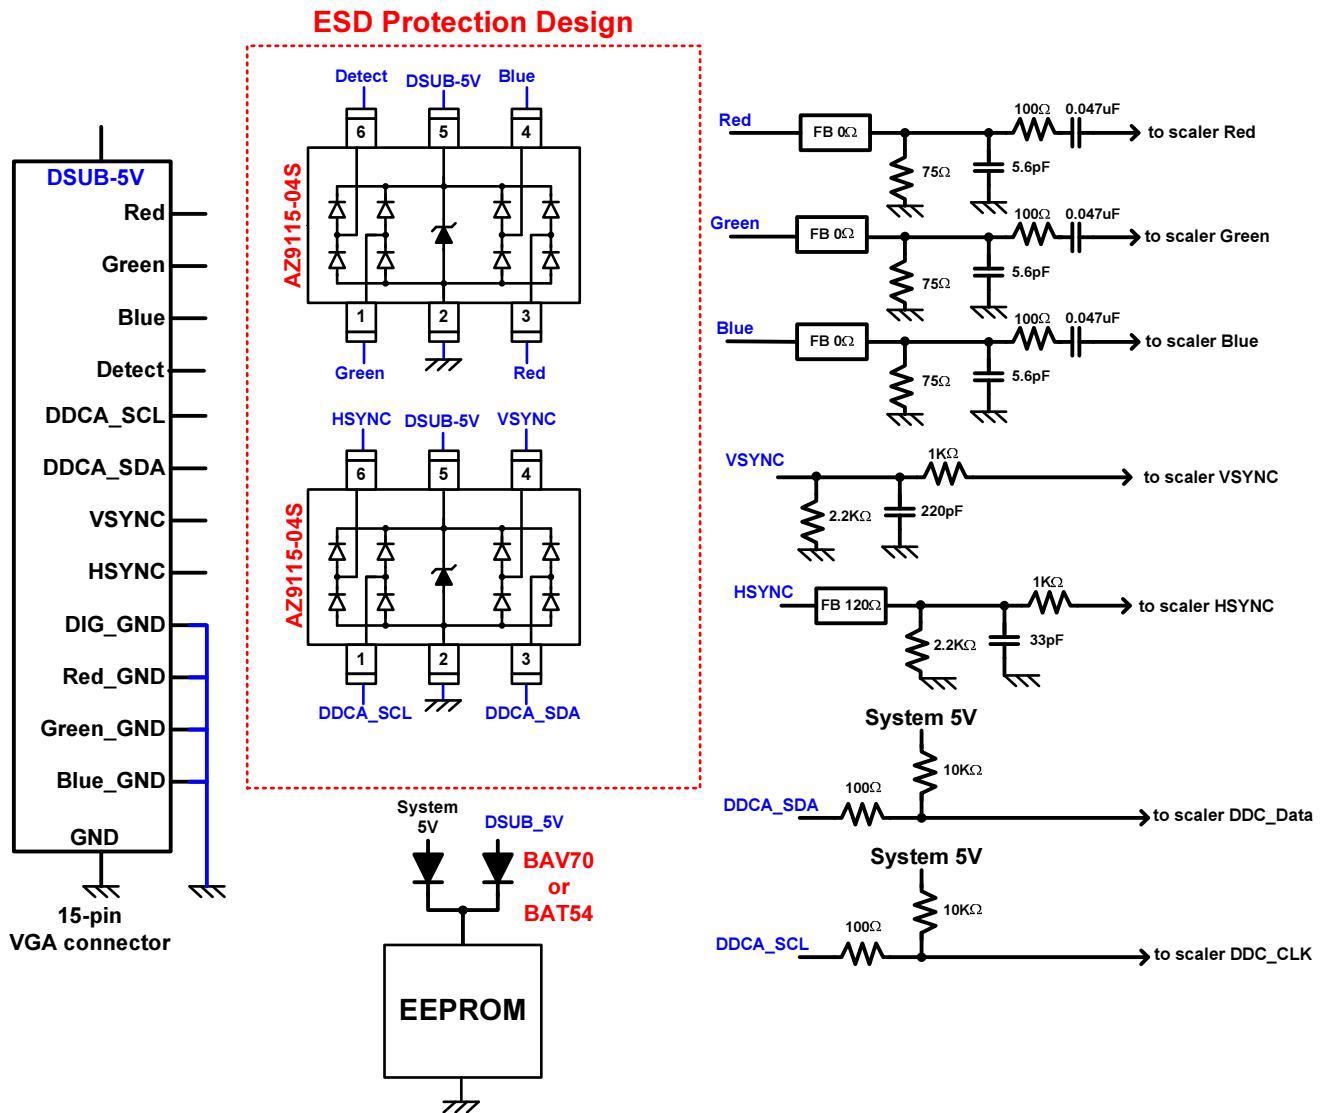 ESD Protection Design
DSUB-5V
Red
Green
Blue
Detect
DDCA_SCL
DDCA_SDA
VSYNC
HSYNC
DIG_GND
Red_GND
Green_GND
Blue_GND
GND
15-pin
VGA connector
Detect DSUB-5V Blue
6 5 4
AZ9115-04S
1 2 3
Green Red
HSYNC DSUB-5V VSYNC
6 5 4
AZ9115-04S
1 2 3
DDCA_SCL DDCA_SDA
System
5V
DSUB_5V
BAV70
or
BAT54
EEPROM
Red FB 0Ω 100Ω 0.047uF to scaler Red
75Ω 5.6pF
Green FB 0Ω 100Ω 0.047uF to scaler Green
75Ω 5.6pF
Blue FB 0Ω 100Ω 0.047uF to scaler Blue
75Ω 5.6pF
VSYNC 1KΩ to scaler VSYNC
2.2KΩ 220pF
HSYNC FB 120Ω 1KΩ to scaler HSYNC
2.2KΩ 33pF
System 5V
10KΩ
DDCA_SDA 100Ω to scaler DDC_Data
System 5V
10KΩ
DDCA_SCL 100Ω to scaler DDC_CLK